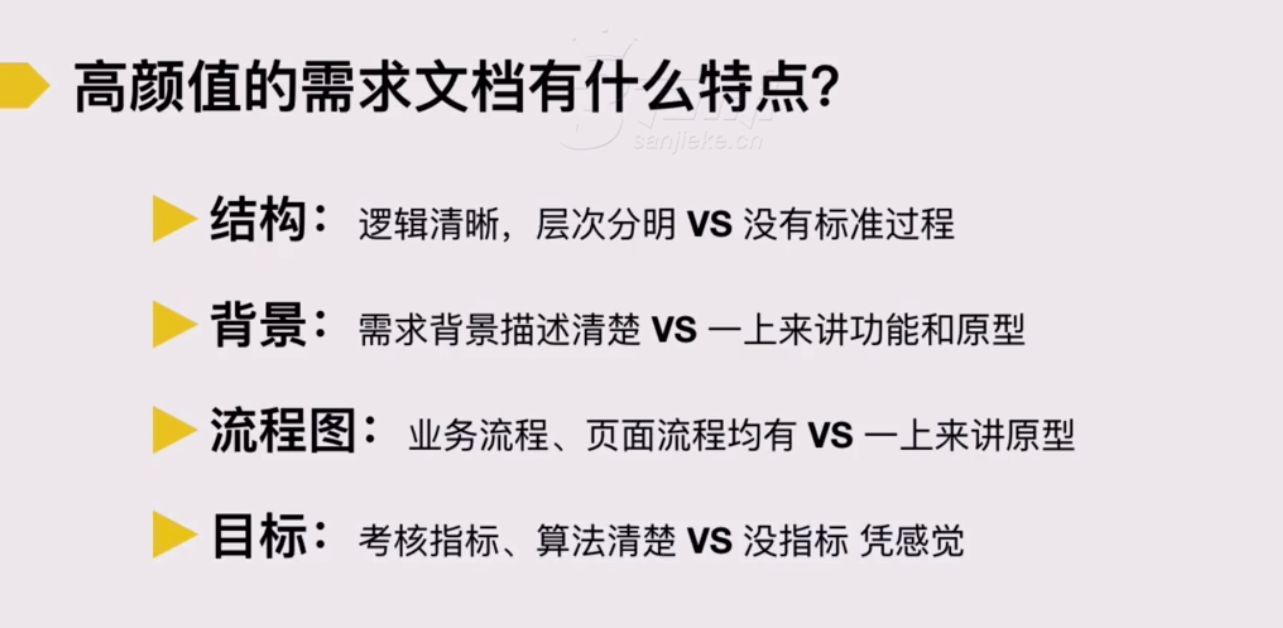 高颜值的需求文档有什么特点?
sanjieke.cn
结构：逻辑清晰，层次分明 VS 没有标准过程
背景：需求背景描述清楚 VS 一上来讲功能和原型
流程图：业务流程、页面流程均有 VS 一上来讲原型
目标：考核指标、算法清楚 VS 没指标 凭感觉